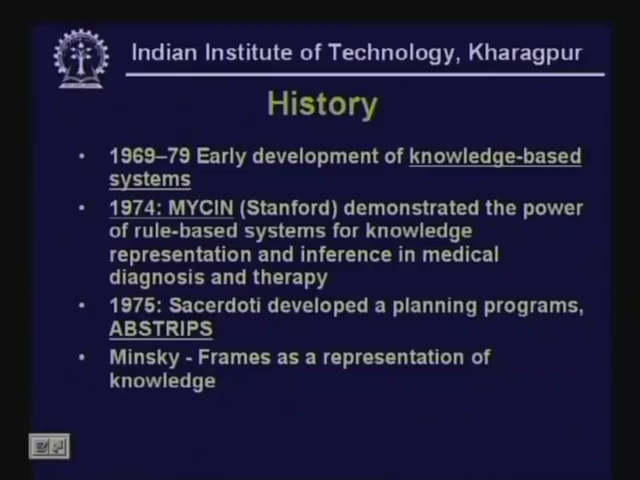 Indian Institute of Technology, Kharagpur
History
• 1969–79 Early development of knowledge-based
systems
• 1974: MYCIN (Stanford) demonstrated the power
of rule-based systems for knowledge
representation and inference in medical
diagnosis and therapy
• 1975: Sacerdoti developed a planning programs,
ABSTRIPS
• Minsky - Frames as a representation of
knowledge